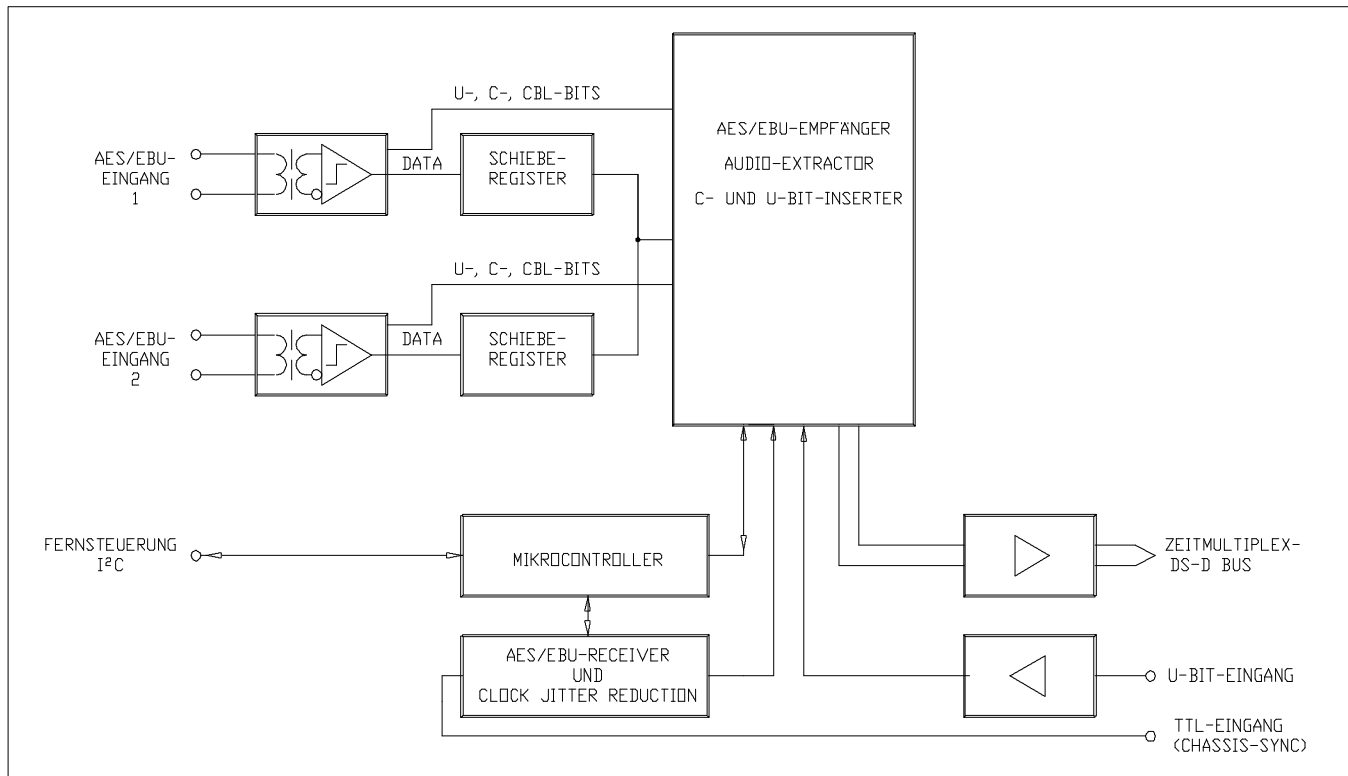 U-, C-, CBL-BITS
AES/EBU-
EINGANG
1
DATA
SCHIEBE-
REGISTER
AES/EBU-EMPFÄNGER
AUDIO-EXTRACTOR
C- UND U-BIT-INSERTER
U-, C-, CBL-BITS
AES/EBU-
EINGANG
2
DATA
SCHIEBE-
REGISTER
FERNSTEUERUNG
I²C
MIKROCONTROLLER
ZEITMULTIPLEX-
DS-D BUS
AES/EBU-RECEIVER
UND
CLOCK JITTER REDUCTION
U-BIT-EINGANG
TTL-EINGANG
(CHASSIS-SYNC)